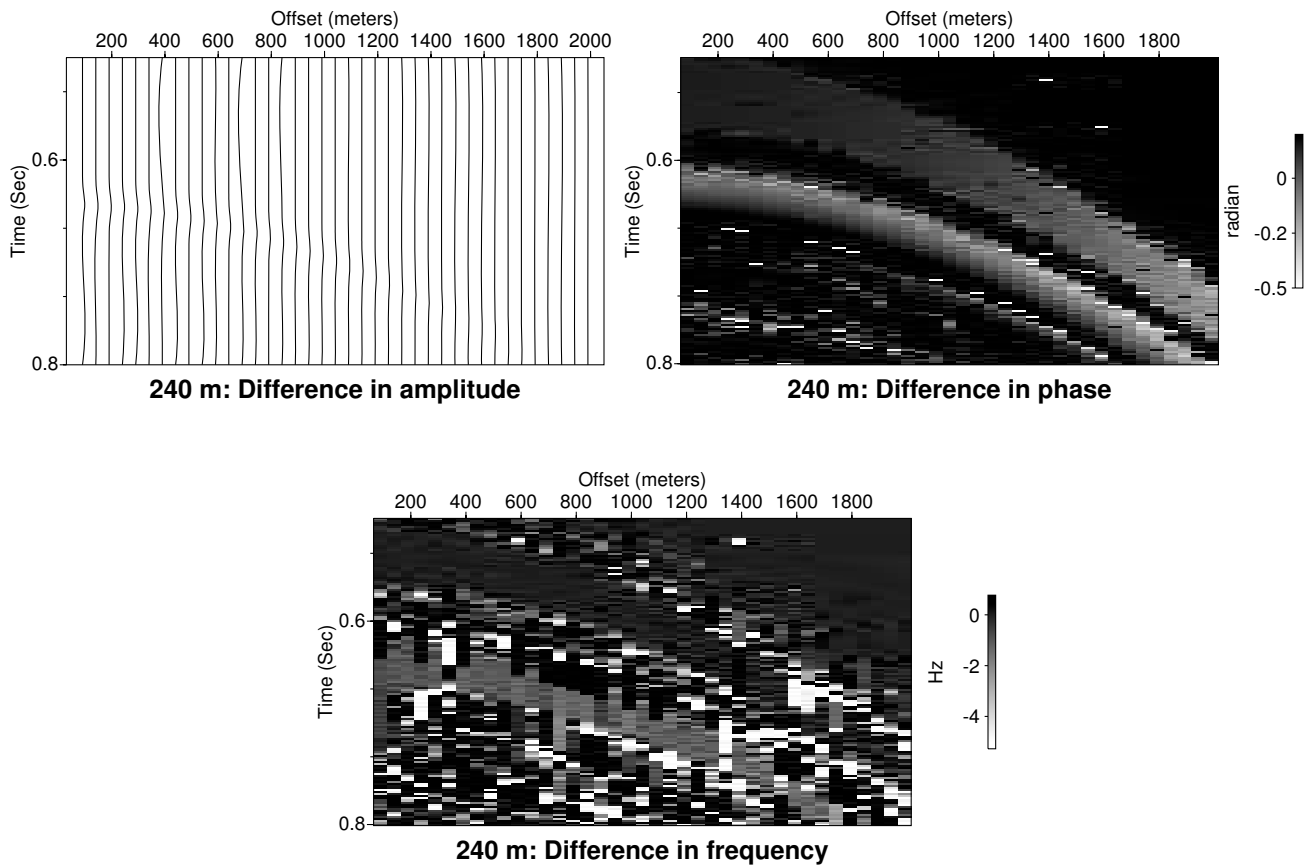 Offset (meters)
200 400 600 800 1000 1200 1400 1600 1800 2000
Time (Sec)
0.6
0.8
240 m: Difference in amplitude
Offset (meters)
200 400 600 800 1000 1200 1400 1600 1800
0.6
0.8
Time (Sec)
0
-0.2
-0.5
radian
240 m: Difference in phase
Offset (meters)
200 400 600 800 1000 1200 1400 1600 1800
0.6
0.8
Time (Sec)
0
-2
-4
Hz
240 m: Difference in frequency